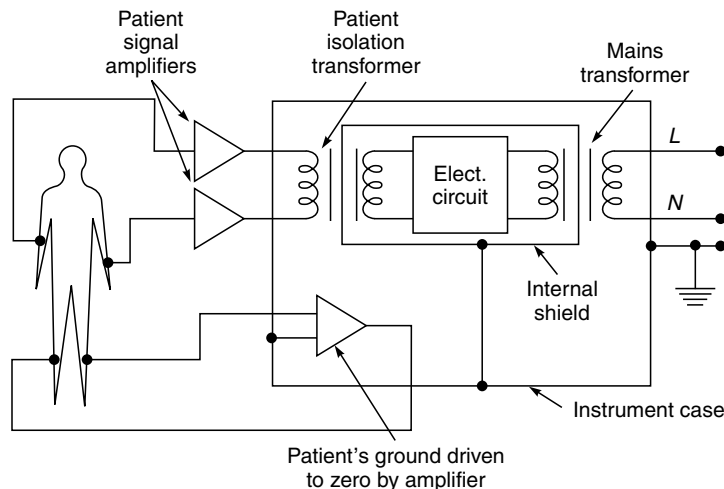 Patient
signal
amplifiers
Patient
isolation
transformer
Mains
transformer
L
Elect.
circuit
N
Internal
shield
Instrument case
Patient’s ground driven
to zero by amplifier